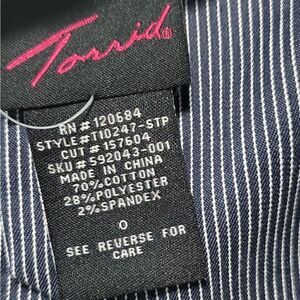 Torrid®
RN#120684
STYLE#T10247-STP
CUT#157604
SKU#592043-001
MADE IN CHINA
70%COTTON
28%POLYESTER
2%SPANDEX
0
SEE REVERSE FOR
CARE